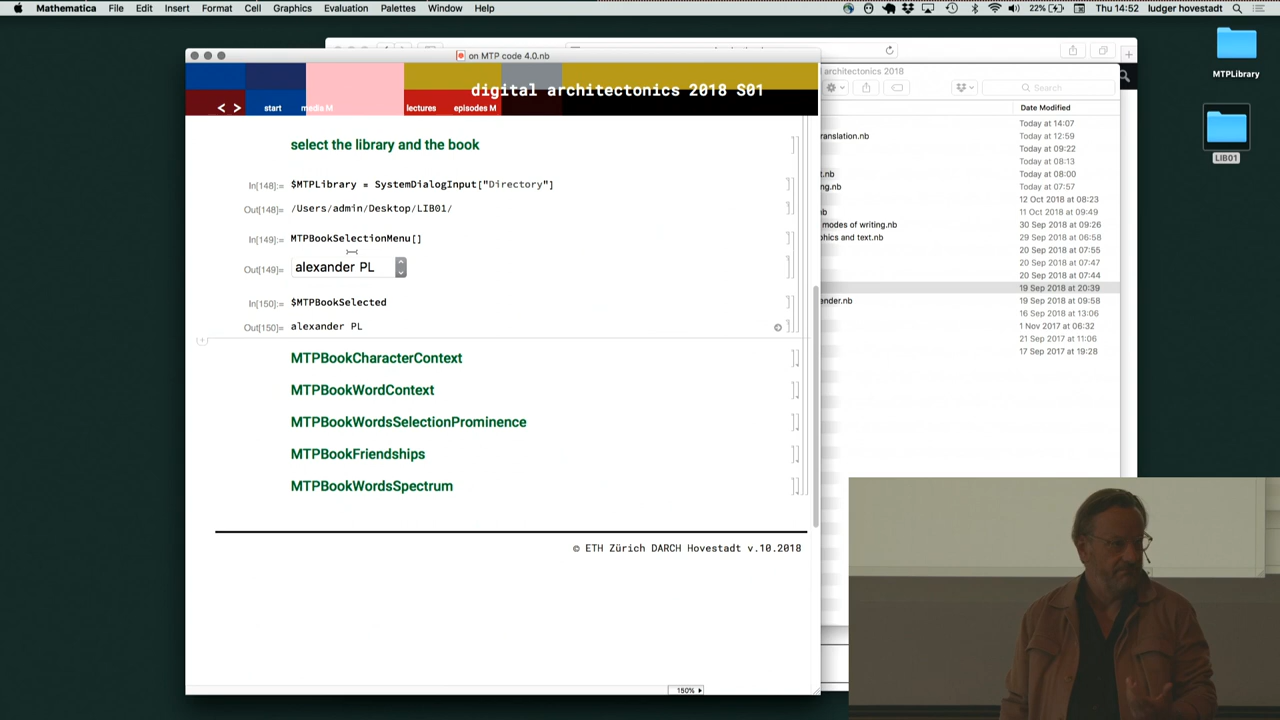 Mathematica File Edit Insert Format Cell Graphics Evaluation Palettes Window Help 22% Thu 14:52 ludger hovestadt
on MTP code 4.0.nb
digital architectonics 2018 S01
< > start media M lectures episodes M
select the library and the book
In[148]:= $MTPLibrary = SystemDialogInput["Directory"]
Out[148]= /Users/admin/Desktop/LIB01/
In[149]:= MTPBookSelectionMenu[]
Out[149]= alexander PL
In[150]:= $MTPBookSelected
Out[150]= alexander PL
MTPBookCharacterContext
MTPBookWordContext
MTPBookWordsSelectionProminence
MTPBookFriendships
MTPBookWordsSpectrum
© ETH Zürich DARCH Hovestadt v.10.2018
150%
architectonics 2018
Search
Date Modified
Today at 14:07
ranslation.nb Today at 12:59
Today at 09:22
Today at 08:13
t.nb Today at 08:00
ng.nb Today at 07:57
12 Oct 2018 at 08:23
nb 11 Oct 2018 at 09:49
modes of writing.nb 30 Sep 2018 at 09:26
phics and text.nb 29 Sep 2018 at 06:58
20 Sep 2018 at 07:55
20 Sep 2018 at 07:47
20 Sep 2018 at 07:44
19 Sep 2018 at 20:39
ender.nb 19 Sep 2018 at 09:58
16 Sep 2018 at 13:06
1 Nov 2017 at 06:32
21 Sep 2017 at 11:06
17 Sep 2017 at 19:28
MTPLibrary
LIB01